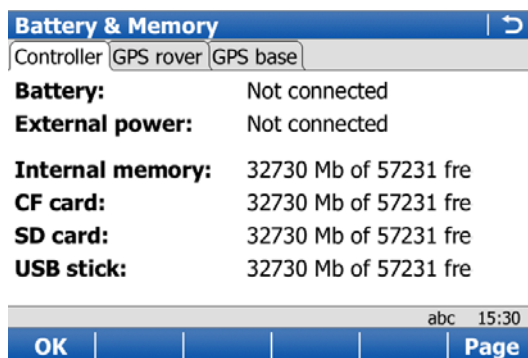 Battery & Memory
Controller GPS rover GPS base
Battery: Not connected
External power: Not connected
Internal memory: 32730 Mb of 57231 fre
CF card: 32730 Mb of 57231 fre
SD card: 32730 Mb of 57231 fre
USB stick: 32730 Mb of 57231 fre
abc 15:30
OK Page